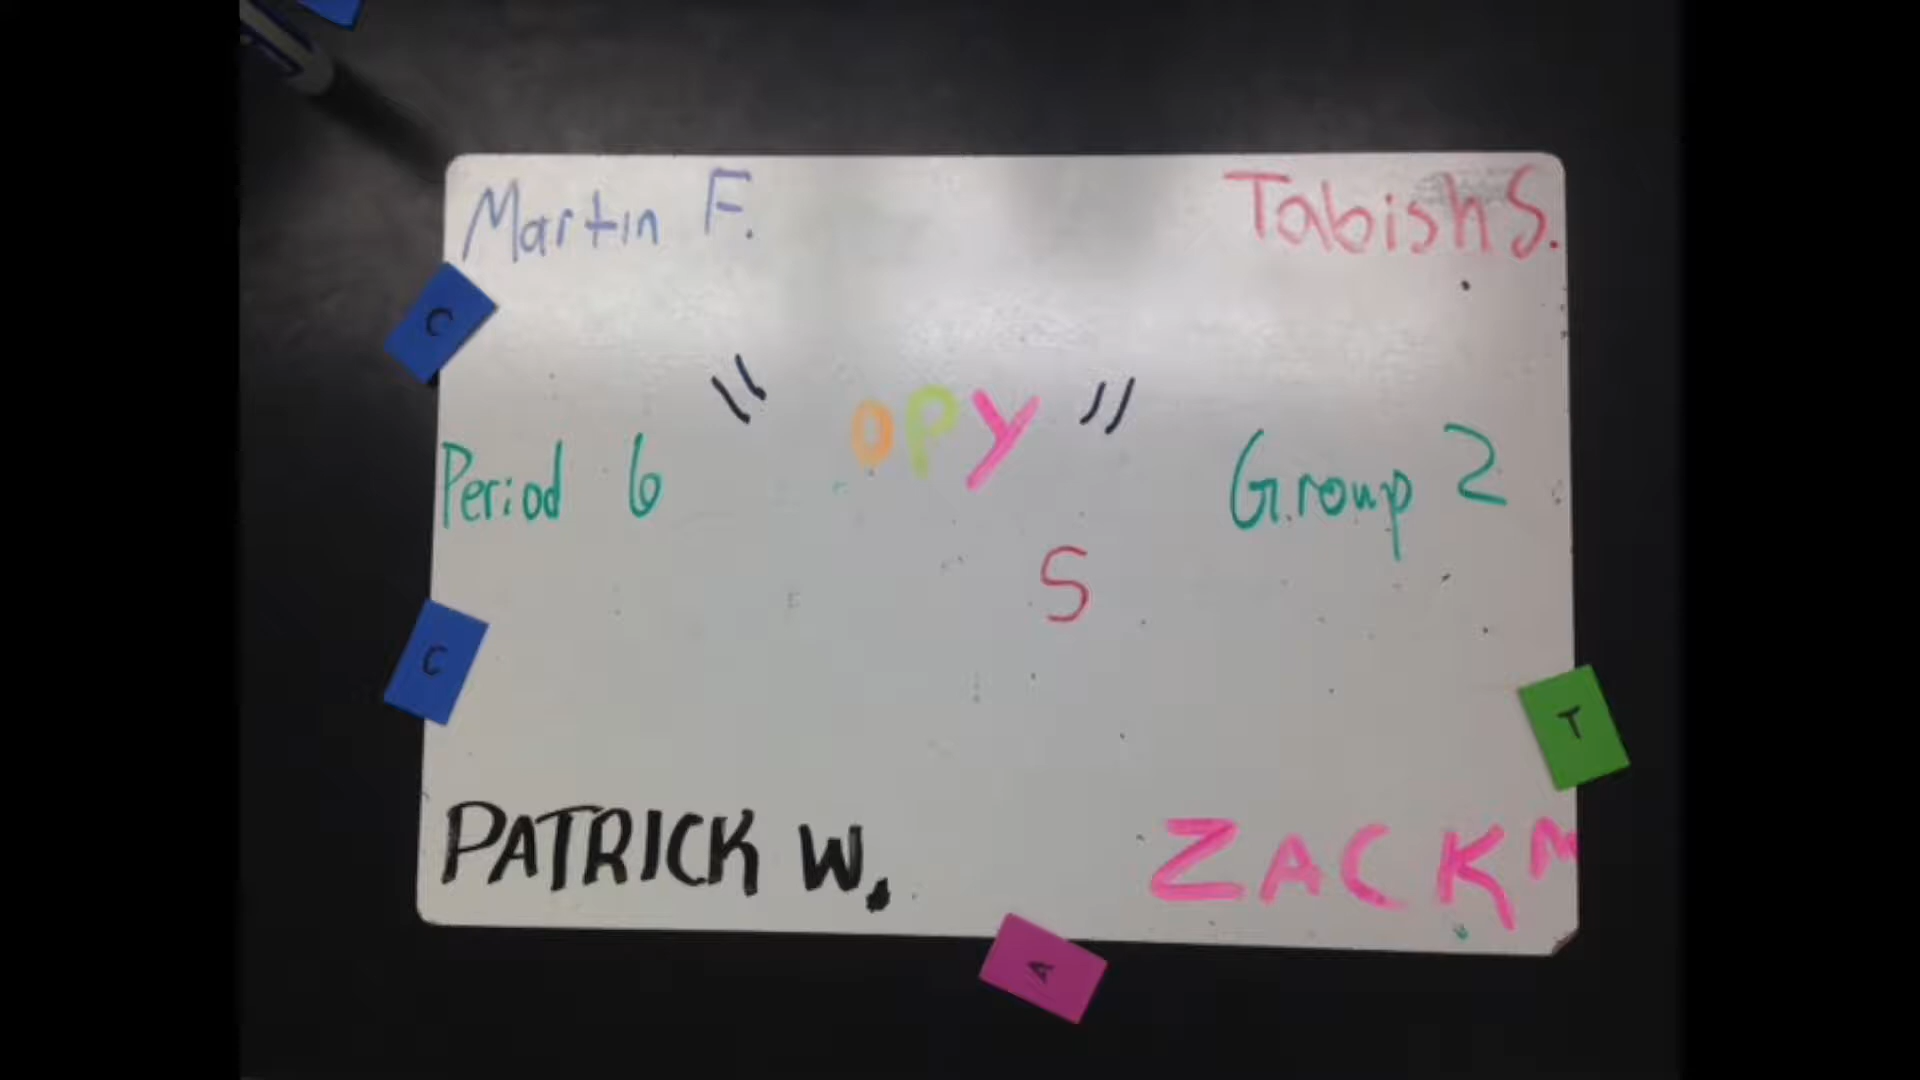 Martin F.
Tabish S.
C
" OPY "
Period 6
Group 2
S
C
T
PATRICK W.
ZACK M
A